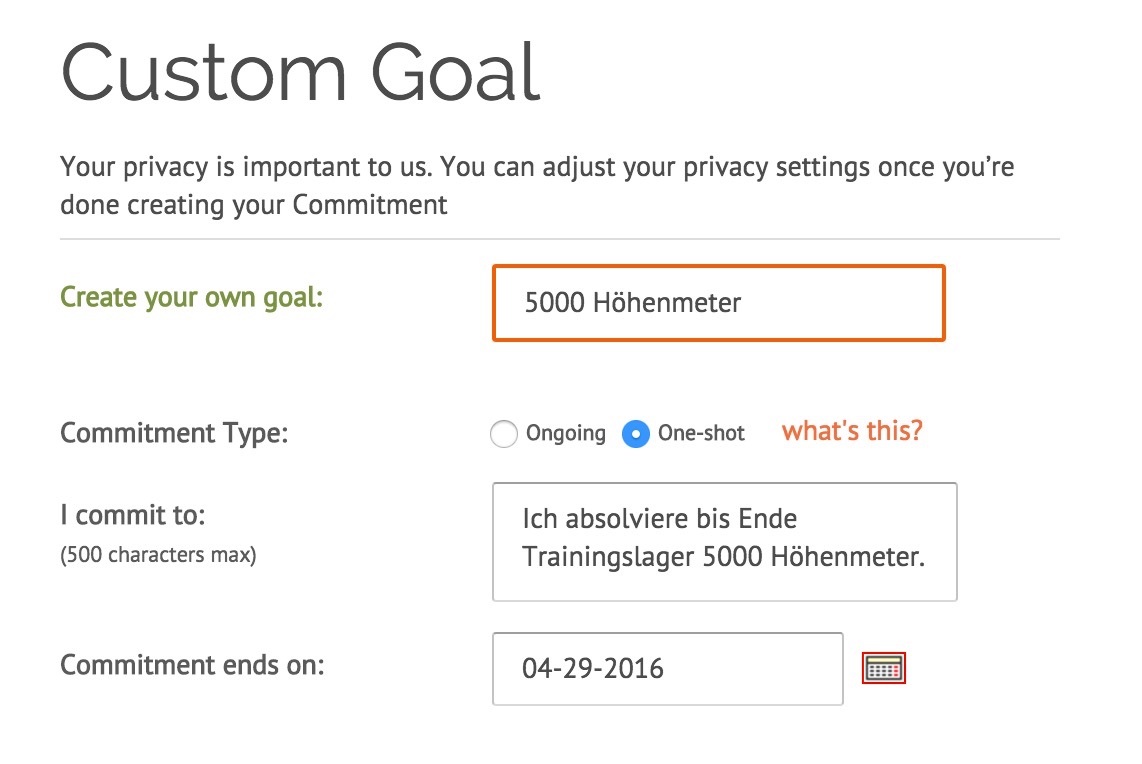 Custom Goal
Your privacy is important to us. You can adjust your privacy settings once you’re
done creating your Commitment
Create your own goal:
5000 Höhenmeter
Commitment Type:
Ongoing
One-shot
what's this?
I commit to:
(500 characters max)
Ich absolviere bis Ende
Trainingslager 5000 Höhenmeter.
Commitment ends on:
04-29-2016